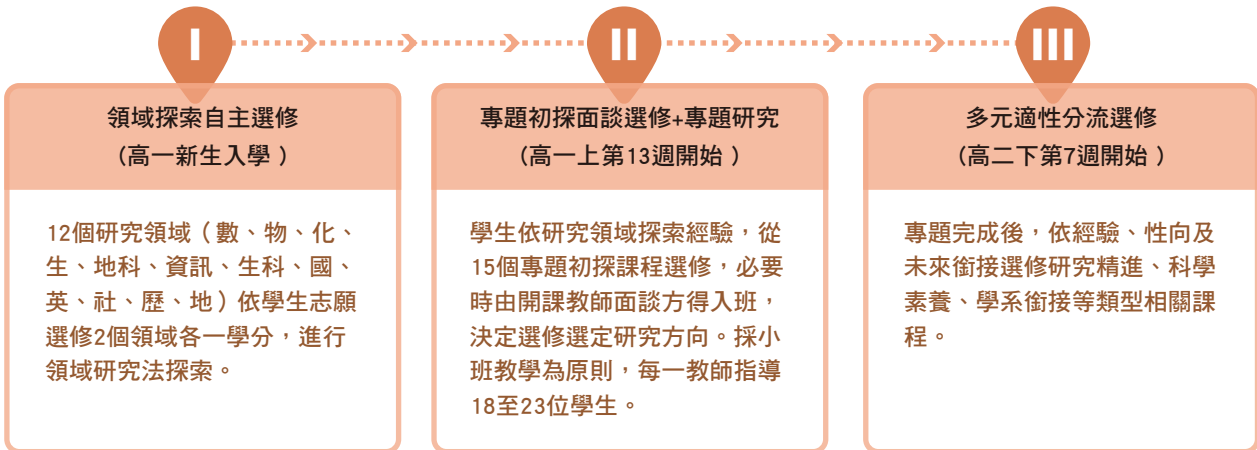 I
II
III
領域探索自主選修
(高一新生入學)
12個研究領域(數、物、化、
生、地科、資訊、生科、國、
英、社、歷、地)依學生志願
選修2個領域各一學分,進行
領域研究法探索。
專題初探面談選修+專題研究
(高一上第13週開始)
學生依研究領域探索經驗,從
15個專題初探課程選修,必要
時由開課教師面談方得入班,
決定選修選定研究方向。採小
班教學為原則,每一教師指導
18至23位學生。
多元適性分流選修
(高二下第7週開始)
專題完成後,依經驗、性向及
未來銜接選修研究精進、科學
素養、學系銜接等類型相關課
程。